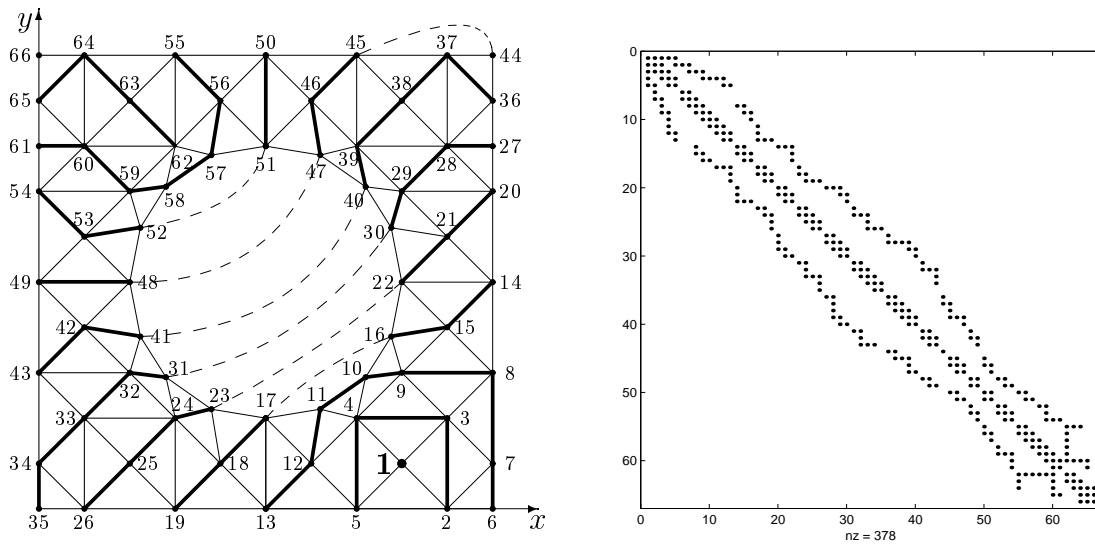 y
64 55 50 45 37
66 44
63 56 46 38
65 36
61 60 62 57 51 47 39 28 27
59 58 29
54 40 20
53 52 30 21
49 48 22 14
42 41 16 15
43 32 31 23 17 11 10 9 8
33 24 4 3
34 25 18 12 1 7
35 26 19 13 5 2 6 x
0
10
20
30
40
50
60
0 10 20 30 40 50 60
nz = 378